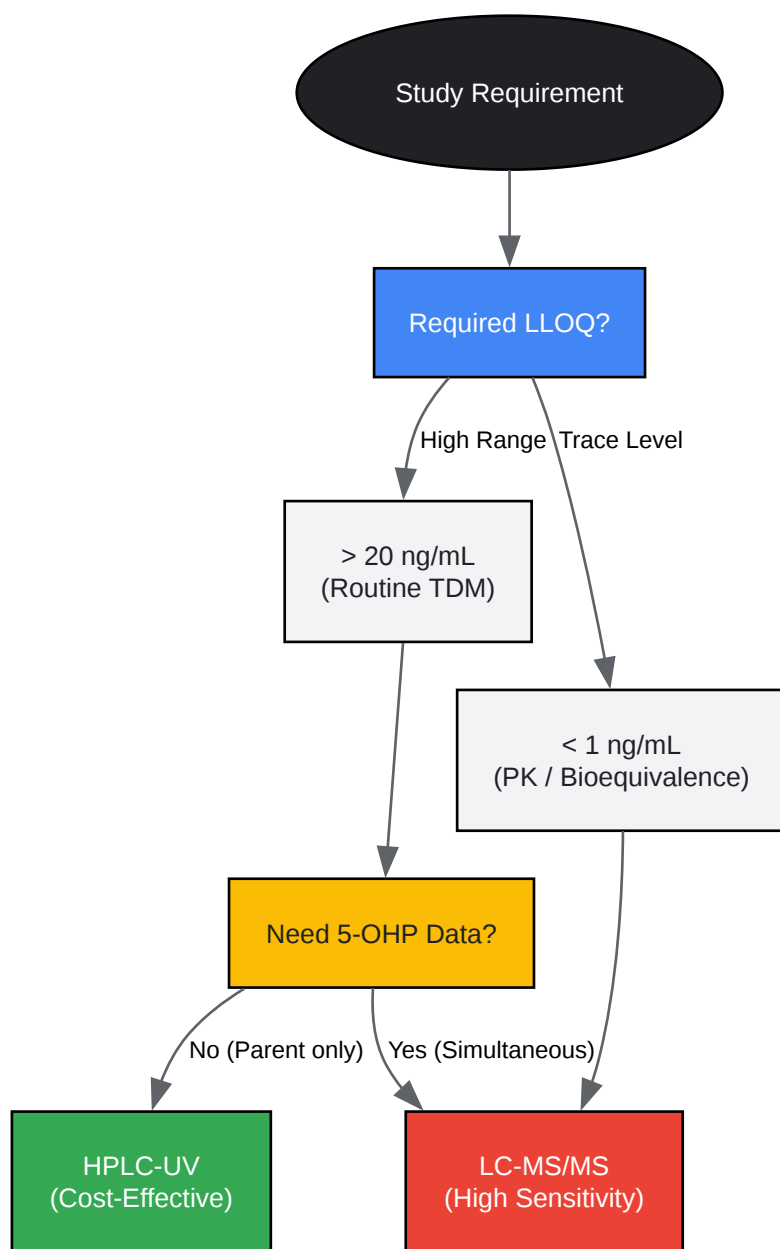 Study Requirement
Required LLOQ?
High Range
Trace Level
> 20 ng/mL
(Routine TDM)
< 1 ng/mL
(PK / Bioequivalence)
Need 5-OHP Data?
No (Parent only)
Yes (Simultaneous)
HPLC-UV
(Cost-Effective)
LC-MS/MS
(High Sensitivity)